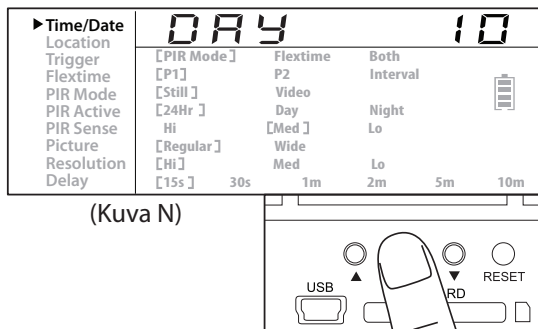 ▶Time/Date DAY 10
Location
Trigger [PIR Mode] Flextime Both
Flextime [P1] P2 Interval
PIR Mode [Still] Video
PIR Active [24Hr ] Day Night
PIR Sense Hi [Med ] Lo
Picture [Regular] Wide
Resolution [Hi] Med Lo
Delay [15s ] 30s 1m 2m 5m 10m
(Kuva N)
▲ ▼ RESET
USB RD